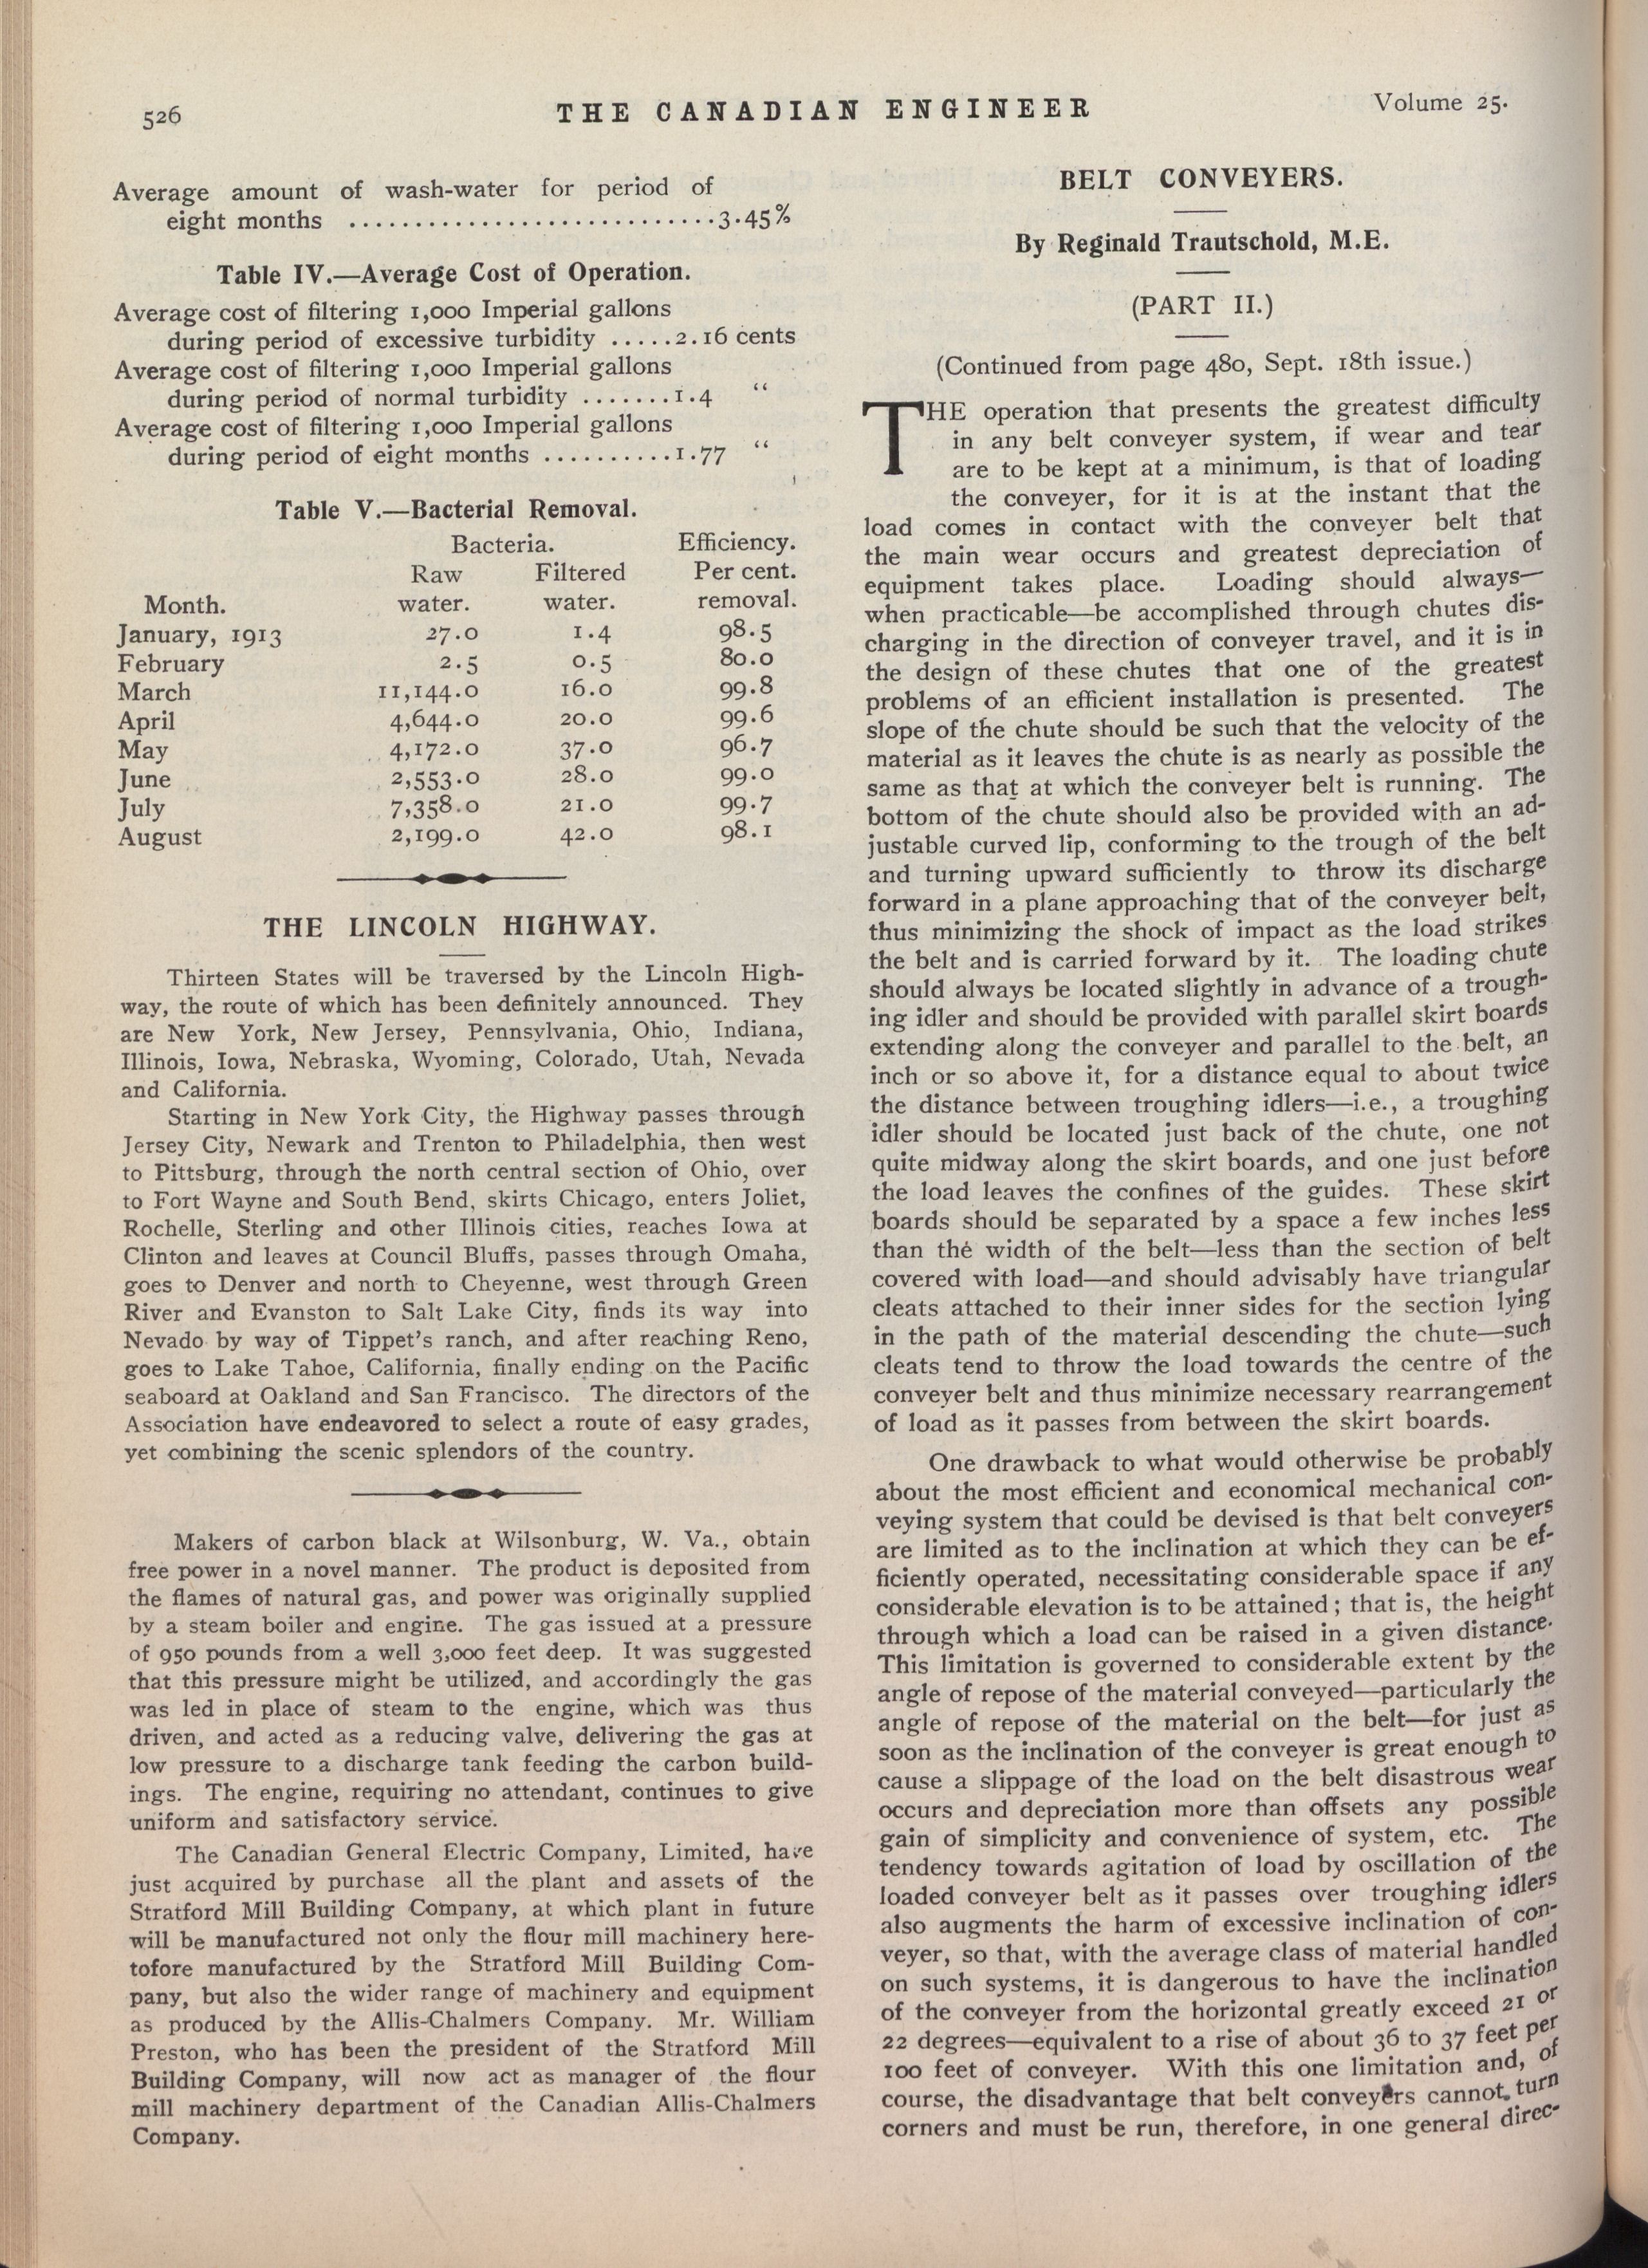 526
THE CANADIAN ENGINEER
Volume 25.
Average amount of wash-water for period of
eight months ............................3.45%
Table IV.—Average Cost of Operation.
Average cost of filtering 1,000 Imperial gallons
during period of excessive turbidity .....2.16 cents
Average cost of filtering 1,000 Imperial gallons
during period of normal turbidity .......1.4 "
Average cost of filtering 1,000 Imperial gallons
during period of eight months ..........1.77 "
Table V.—Bacterial Removal.
Bacteria. Efficiency.
Raw Filtered Per cent.
Month. water. water. removal.
January, 1913 27.0 1.4 98.5
February 2.5 0.5 80.0
March 11,144.0 16.0 99.8
April 4,644.0 20.0 99.6
May 4,172.0 37.0 96.7
June 2,553.0 28.0 99.0
July 7,358.0 21.0 99.7
August 2,199.0 42.0 98.1
THE LINCOLN HIGHWAY.
Thirteen States will be traversed by the Lincoln High-
way, the route of which has been definitely announced. They
are New York, New Jersey, Pennsylvania, Ohio, Indiana,
Illinois, Iowa, Nebraska, Wyoming, Colorado, Utah, Nevada
and California.
Starting in New York City, the Highway passes through
Jersey City, Newark and Trenton to Philadelphia, then west
to Pittsburg, through the north central section of Ohio, over
to Fort Wayne and South Bend, skirts Chicago, enters Joliet,
Rochelle, Sterling and other Illinois cities, reaches Iowa at
Clinton and leaves at Council Bluffs, passes through Omaha,
goes to Denver and north to Cheyenne, west through Green
River and Evanston to Salt Lake City, finds its way into
Nevado by way of Tippet's ranch, and after reaching Reno,
goes to Lake Tahoe, California, finally ending on the Pacific
seaboard at Oakland and San Francisco. The directors of the
Association have endeavored to select a route of easy grades,
yet combining the scenic splendors of the country.
Makers of carbon black at Wilsonburg, W. Va., obtain
free power in a novel manner. The product is deposited from
the flames of natural gas, and power was originally supplied
by a steam boiler and engine. The gas issued at a pressure
of 950 pounds from a well 3,000 feet deep. It was suggested
that this pressure might be utilized, and accordingly the gas
was led in place of steam to the engine, which was thus
driven, and acted as a reducing valve, delivering the gas at
low pressure to a discharge tank feeding the carbon build-
ings. The engine, requiring no attendant, continues to give
uniform and satisfactory service.
The Canadian General Electric Company, Limited, have
just acquired by purchase all the plant and assets of the
Stratford Mill Building Company, at which plant in future
will be manufactured not only the flour mill machinery here-
tofore manufactured by the Stratford Mill Building Com-
pany, but also the wider range of machinery and equipment
as produced by the Allis-Chalmers Company. Mr. William
Preston, who has been the president of the Stratford Mill
Building Company, will now act as manager of the flour
mill machinery department of the Canadian Allis-Chalmers
Company.
BELT CONVEYERS.
By Reginald Trautschold, M.E.
(PART II.)
(Continued from page 480, Sept. 18th issue.)
THE operation that presents the greatest difficulty
in any belt conveyer system, if wear and tear
are to be kept at a minimum, is that of loading
the conveyer, for it is at the instant that the
load comes in contact with the conveyer belt that
the main wear occurs and greatest depreciation of
equipment takes place. Loading should always—
when practicable—be accomplished through chutes dis-
charging in the direction of conveyer travel, and it is in
the design of these chutes that one of the greatest
problems of an efficient installation is presented. The
slope of the chute should be such that the velocity of the
material as it leaves the chute is as nearly as possible the
same as that at which the conveyer belt is running. The
bottom of the chute should also be provided with an ad-
justable curved lip, conforming to the trough of the belt
and turning upward sufficiently to throw its discharge
forward in a plane approaching that of the conveyer belt,
thus minimizing the shock of impact as the load strikes
the belt and is carried forward by it. The loading chute
should always be located slightly in advance of a trough-
ing idler and should be provided with parallel skirt boards
extending along the conveyer and parallel to the belt, an
inch or so above it, for a distance equal to about twice
the distance between troughing idlers—i.e., a troughing
idler should be located just back of the chute, one not
quite midway along the skirt boards, and one just before
the load leaves the confines of the guides. These skirt
boards should be separated by a space a few inches less
than the width of the belt—less than the section of belt
covered with load—and should advisably have triangular
cleats attached to their inner sides for the section lying
in the path of the material descending the chute—such
cleats tend to throw the load towards the centre of the
conveyer belt and thus minimize necessary rearrangement
of load as it passes from between the skirt boards.
One drawback to what would otherwise be probably
about the most efficient and economical mechanical con-
veying system that could be devised is that belt conveyers
are limited as to the inclination at which they can be ef-
ficiently operated, necessitating considerable space if any
considerable elevation is to be attained; that is, the height
through which a load can be raised in a given distance.
This limitation is governed to considerable extent by the
angle of repose of the material conveyed—particularly the
angle of repose of the material on the belt—for just as
soon as the inclination of the conveyer is great enough to
cause a slippage of the load on the belt disastrous wear
occurs and depreciation more than offsets any possible
gain of simplicity and convenience of system, etc. The
tendency towards agitation of load by oscillation of the
loaded conveyer belt as it passes over troughing idlers
also augments the harm of excessive inclination of con-
veyer, so that, with the average class of material handled
on such systems, it is dangerous to have the inclination
of the conveyer from the horizontal greatly exceed 21 or
22 degrees—equivalent to a rise of about 36 to 37 feet per
100 feet of conveyer. With this one limitation and, of
course, the disadvantage that belt conveyers cannot turn
corners and must be run, therefore, in one general direc-